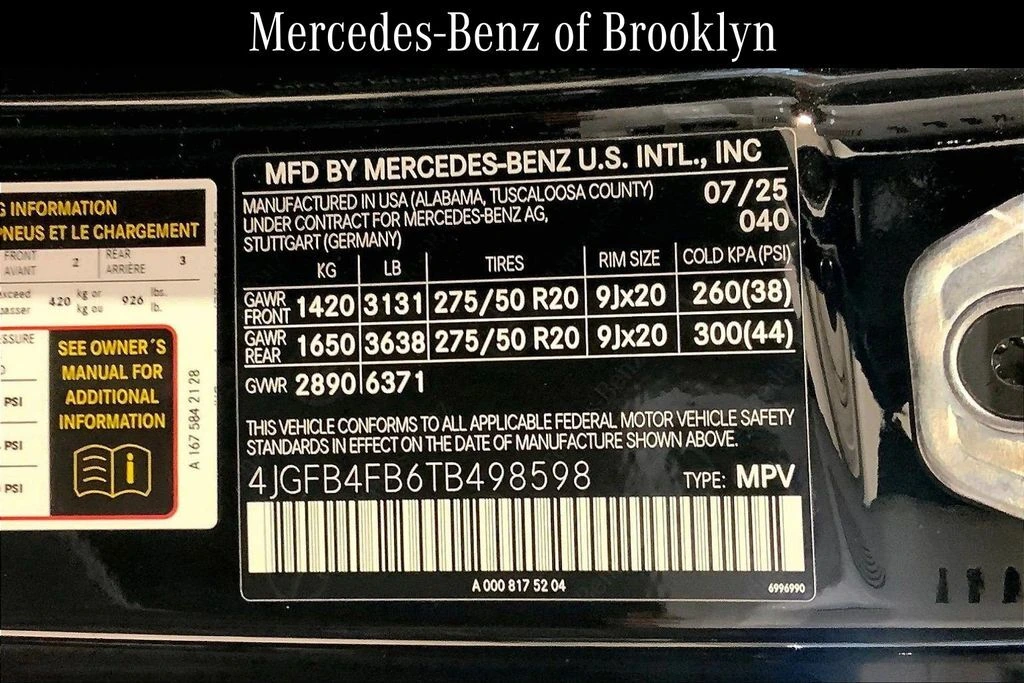 Mercedes-Benz of Brooklyn
MFD BY MERCEDES-BENZ U.S. INTL., INC
MANUFACTURED IN USA (ALABAMA, TUSCALOOSA COUNTY) 07/25
UNDER CONTRACT FOR MERCEDES-BENZ AG, 040
STUTTGART (GERMANY)
KG LB TIRES RIM SIZE COLD KPA (PSI)
GAWR FRONT 1420 3131 275/50 R20 9Jx20 260(38)
GAWR REAR 1650 3638 275/50 R20 9Jx20 300(44)
GVWR 2890 6371
THIS VEHICLE CONFORMS TO ALL APPLICABLE FEDERAL MOTOR VEHICLE SAFETY
STANDARDS IN EFFECT ON THE DATE OF MANUFACTURE SHOWN ABOVE.
4JGFB4FB6TB498598 TYPE: MPV
A 000 817 52 04 6996990
INFORMATION
PNEUS ET LE CHARGEMENT
FRONT 2 REAR 3
AVANT ARRIÈRE
420 kg or kg ou 926 lbs. lb.
SEE OWNER'S
MANUAL FOR
ADDITIONAL
INFORMATION
PSI
PSI
PSI
A 167 584 21 28